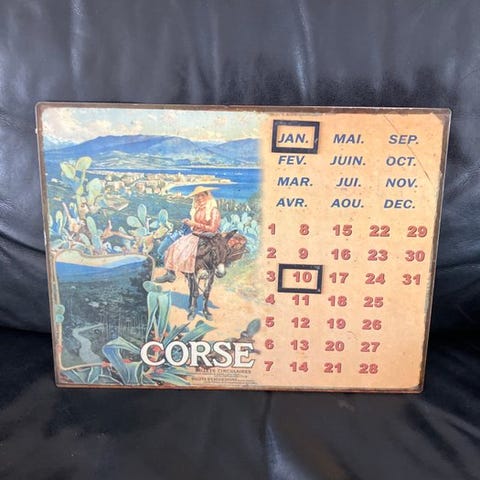 JAN. MAI. SEP.
FEV. JUIN. OCT.
MAR. JUI. NOV.
AVR. AOU. DEC.
1 8 15 22 29
2 9 16 23 30
3 10 17 24 31
4 11 18 25
5 12 19 26
6 13 20 27
7 14 21 28
CORSE
BILLETS CIRCULAIRES